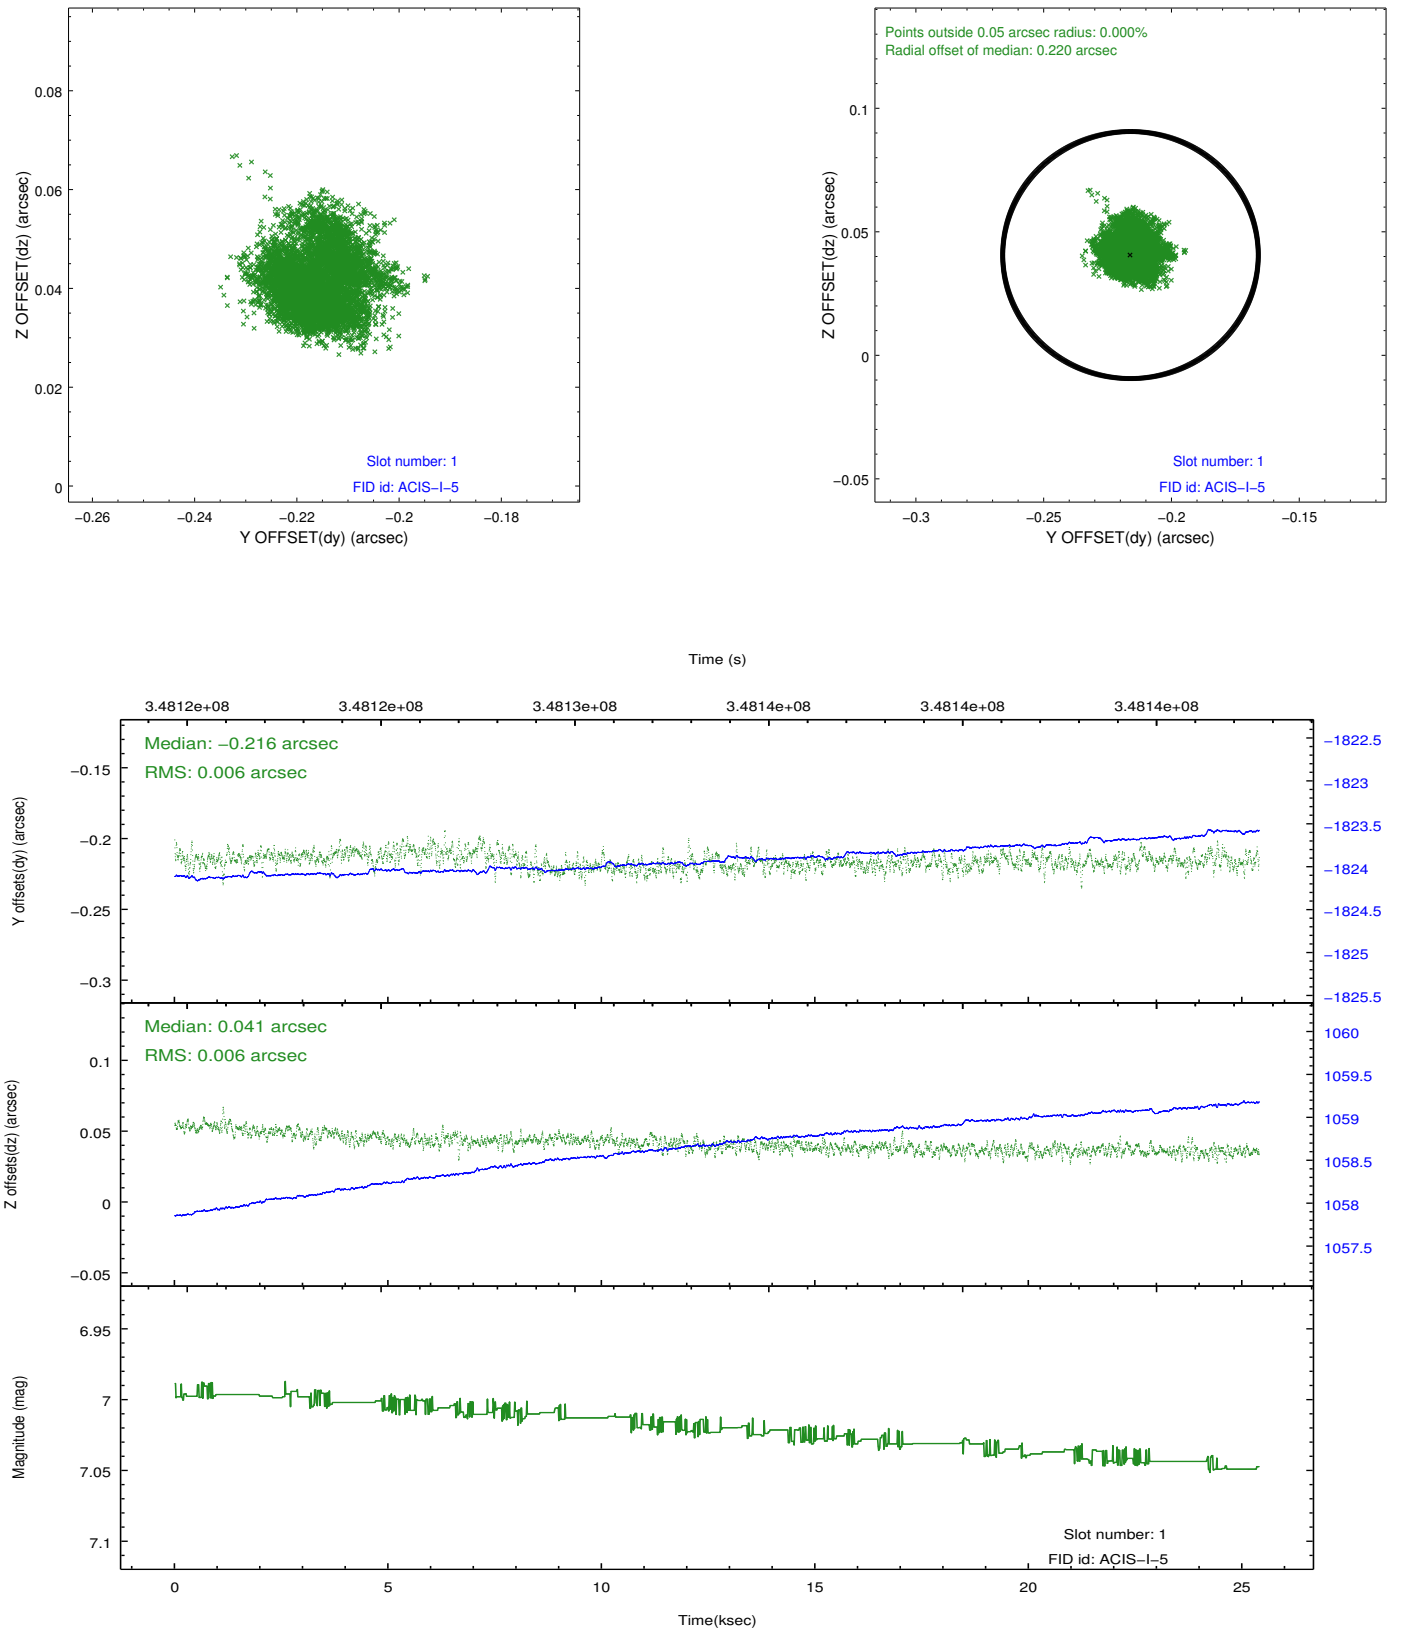 0.08
0.06
0.04
0.02
0
Z OFFSET(dz) (arcsec)
Slot number: 1
FID id: ACIS−I−5
−0.26
−0.24
−0.22
−0.2
−0.18
Y OFFSET(dy) (arcsec)
Points outside 0.05 arcsec radius: 0.000%
Radial offset of median: 0.220 arcsec
0.1
0.05
0
−0.05
Z OFFSET(dz) (arcsec)
Slot number: 1
FID id: ACIS−I−5
−0.3
−0.25
−0.2
−0.15
Y OFFSET(dy) (arcsec)
Time (s)
3.4812e+08
3.4812e+08
3.4813e+08
3.4814e+08
3.4814e+08
3.4814e+08
Median: −0.216 arcsec
RMS: 0.006 arcsec
−0.15
−0.2
−0.25
−0.3
Y offsets(dy) (arcsec)
−1822.5
−1823
−1823.5
−1824
−1824.5
−1825
−1825.5
Median: 0.041 arcsec
RMS: 0.006 arcsec
0.1
0.05
0
−0.05
Z offsets(dz) (arcsec)
1060
1059.5
1059
1058.5
1058
1057.5
6.95
7
7.05
7.1
Magnitude (mag)
Slot number: 1
FID id: ACIS−I−5
0
5
10
15
20
25
Time(ksec)